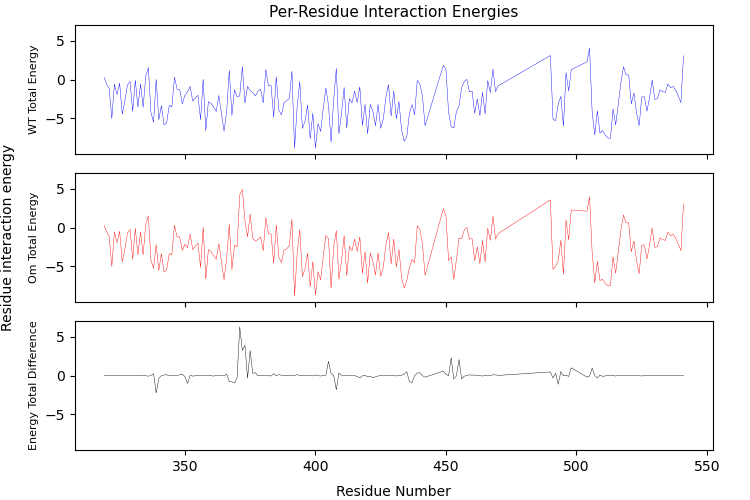 Per-Residue Interaction Energies
Residue interaction energy
WT Total Energy
5
0
−5
Om Total Energy
5
0
−5
Energy Total Difference
5
0
−5
350 400 450 500 550
Residue Number